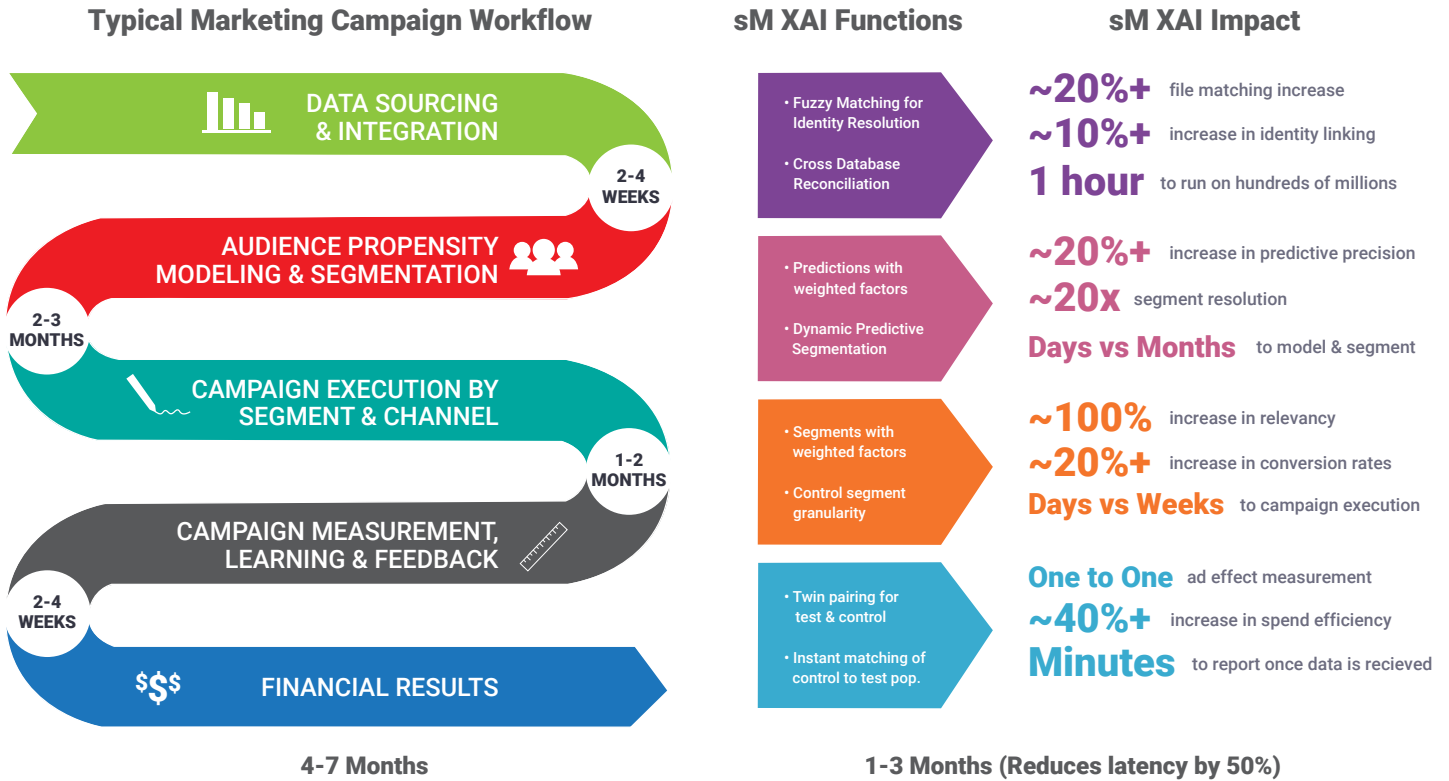 Typical Marketing Campaign Workflow
DATA SOURCING
& INTEGRATION
2-4
WEEKS
AUDIENCE PROPENSITY
MODELING & SEGMENTATION
2-3
MONTHS
CAMPAIGN EXECUTION BY
SEGMENT & CHANNEL
1-2
MONTHS
CAMPAIGN MEASUREMENT,
LEARNING & FEEDBACK
2-4
WEEKS
$$$ FINANCIAL RESULTS
4-7 Months
sM XAI Functions
• Fuzzy Matching for
Identity Resolution
• Cross Database
Reconciliation
• Predictions with
weighted factors
• Dynamic Predictive
Segmentation
• Segments with
weighted factors
• Control segment
granularity
• Twin pairing for
test & control
• Instant matching of
control to test pop.
sM XAI Impact
~20%+ file matching increase
~10%+ increase in identity linking
1 hour to run on hundreds of millions
~20%+ increase in predictive precision
~20x segment resolution
Days vs Months to model & segment
~100% increase in relevancy
~20%+ increase in conversion rates
Days vs Weeks to campaign execution
One to One ad effect measurement
~40%+ increase in spend efficiency
Minutes to report once data is recieved
1-3 Months (Reduces latency by 50%)